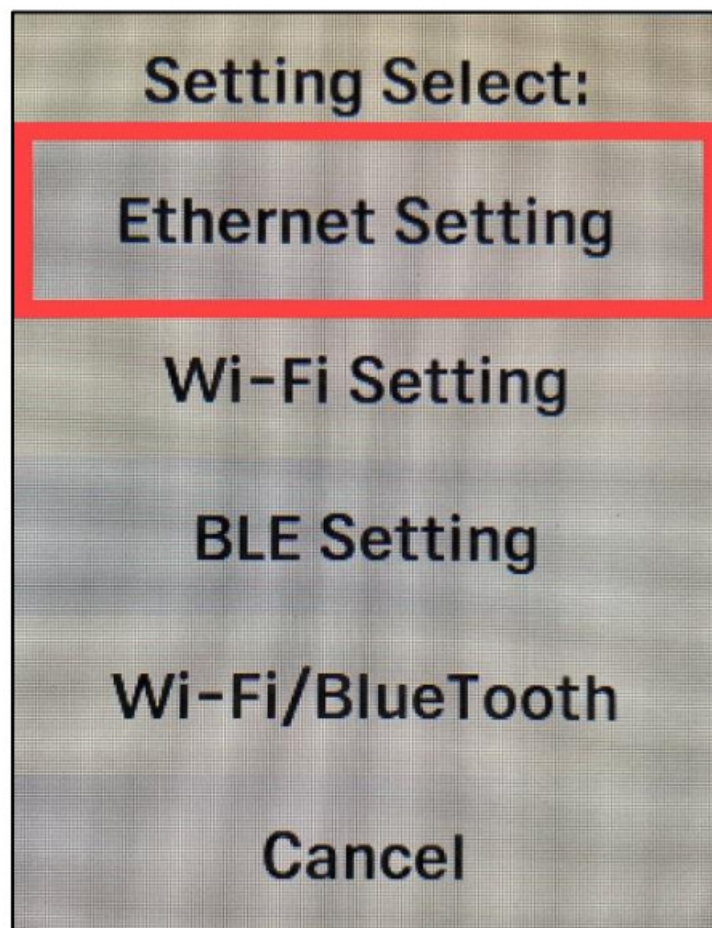 Setting Select:
Ethernet Setting
Wi-Fi Setting
BLE Setting
Wi-Fi/BlueTooth
Cancel